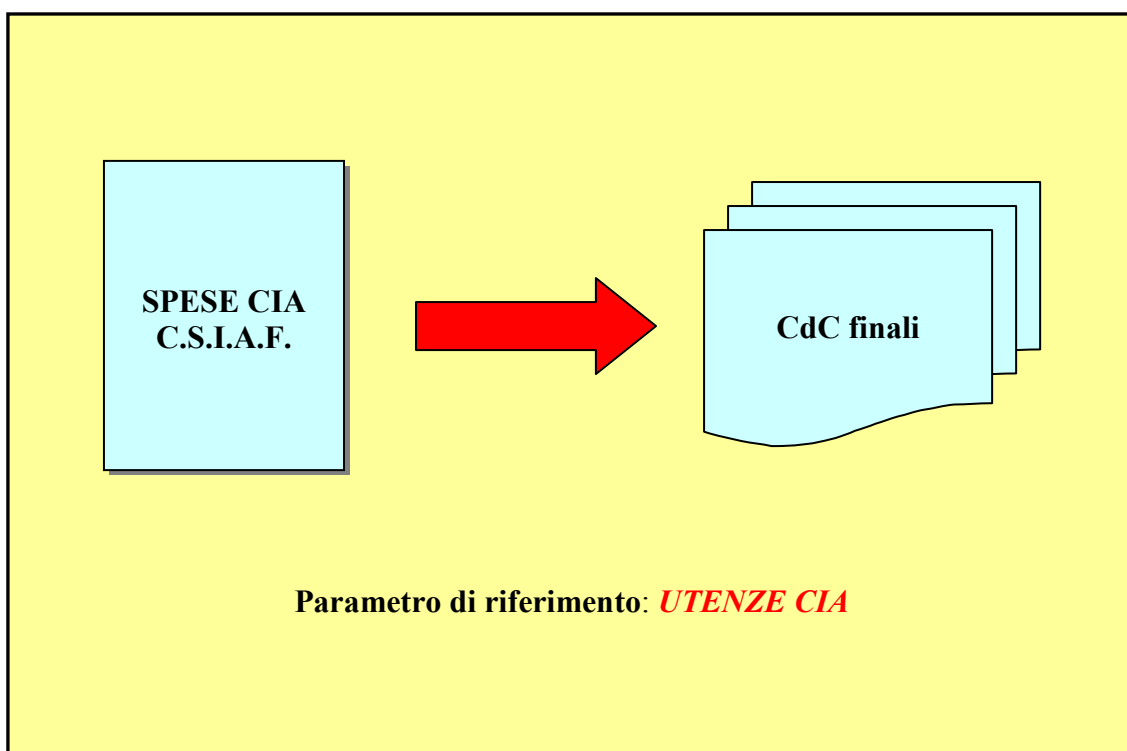 SPESE CIA
C.S.I.A.F.
CdC finali
Parametro di riferimento: UTENZE CIA